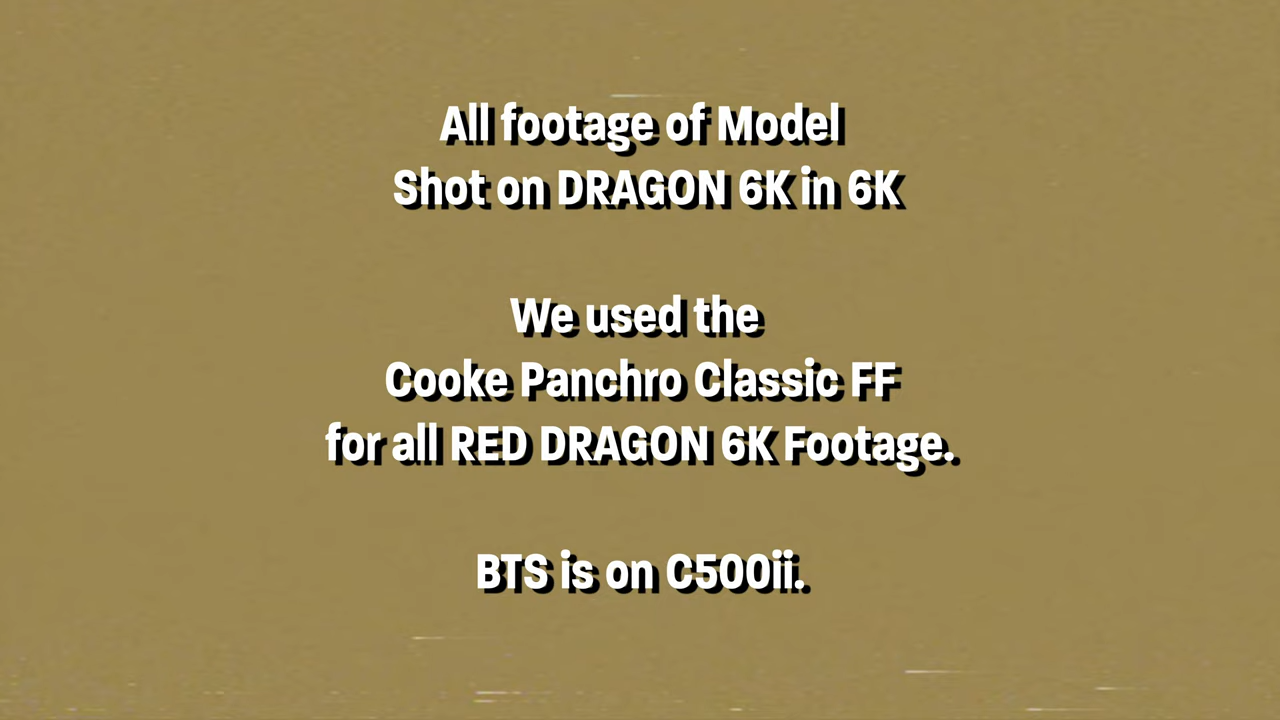 All footage of Model
Shot on DRAGON 6K in 6K
We used the
Cooke Panchro Classic FF
for all RED DRAGON 6K Footage.
BTS is on C500ii.